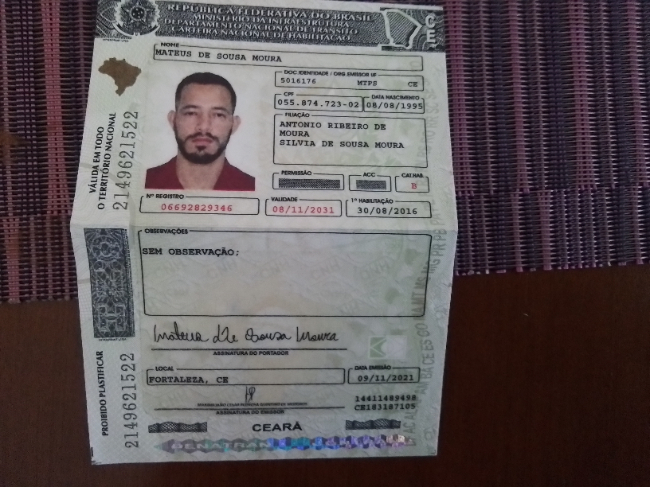 REPÚBLICA FEDERATIVA DO BRASIL
MINISTÉRIO DA INFRAESTRUTURA
DEPARTAMENTO NACIONAL DE TRÂNSITO
CARTEIRA NACIONAL DE HABILITAÇÃO
CE
NOME
MATEUS DE SOUSA MOURA
DOC. IDENTIDADE / ORG. EMISSOR UF
5016176 MTPS CE
CPF DATA NASCIMENTO
055.874.723-02 08/08/1995
FILIAÇÃO
ANTONIO RIBEIRO DE
MOURA
SILVIA DE SOUSA MOURA
PERMISSÃO ACC CAT. HAB.
B
Nº REGISTRO VALIDADE 1ª HABILITAÇÃO
06692829346 08/11/2031 30/08/2016
VÁLIDA EM TODO
O TERRITÓRIO NACIONAL
2149621522
OBSERVAÇÕES
SEM OBSERVAÇÃO;
Mateus de Sousa Moura
ASSINATURA DO PORTADOR
LOCAL DATA EMISSÃO
FORTALEZA, CE 09/11/2021
ASSINATURA DO EMISSOR
14411489498
CE183187105
CEARÁ
PROIBIDO PLASTIFICAR
2149621522